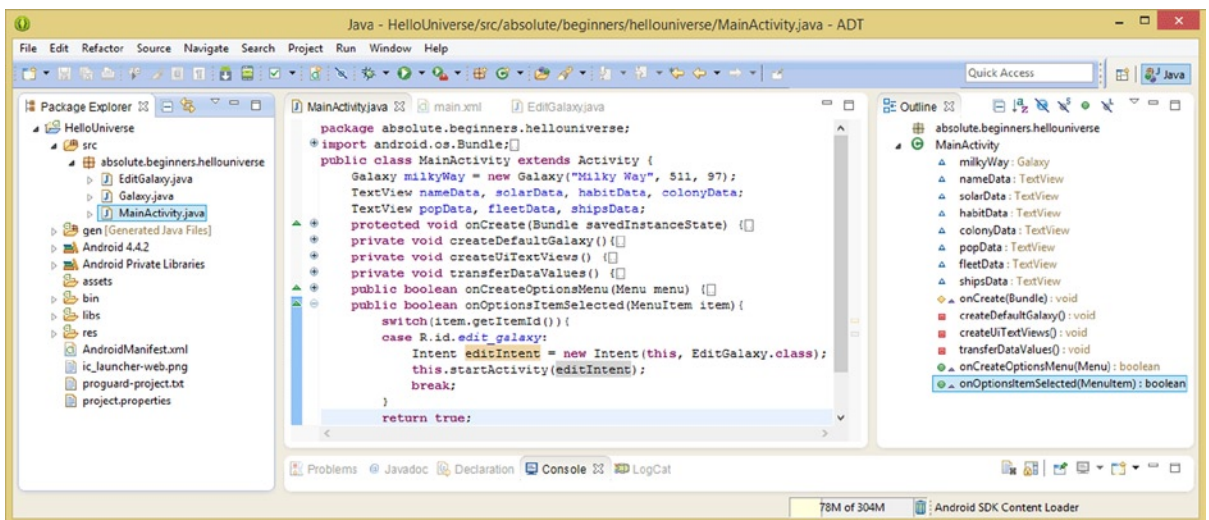 Java - HelloUniverse/src/absolute/beginners/hellouniverse/MainActivity.java - ADT
File Edit Refactor Source Navigate Search Project Run Window Help
Quick Access
Java
Package Explorer
HelloUniverse
src
absolute.beginners.hellouniverse
EditGalaxy.java
Galaxy.java
MainActivity.java
gen [Generated Java Files]
Android 4.4.2
Android Private Libraries
assets
bin
libs
res
AndroidManifest.xml
ic_launcher-web.png
proguard-project.txt
project.properties
MainActivity.java main.xml EditGalaxy.java
package absolute.beginners.hellouniverse;
import android.os.Bundle;
public class MainActivity extends Activity {
Galaxy milkyWay = new Galaxy("Milky Way", 511, 97);
TextView nameData, solarData, habitData, colonyData;
TextView popData, fleetData, shipsData;
protected void onCreate(Bundle savedInstanceState) {
private void createDefaultGalaxy(){
private void createUiTextViews() {
private void transferDataValues() {
public boolean onCreateOptionsMenu(Menu menu) {
public boolean onOptionsItemSelected(MenuItem item){
switch(item.getItemId()){
case R.id.edit_galaxy:
Intent editIntent = new Intent(this, EditGalaxy.class);
this.startActivity(editIntent);
break;
}
return true;
Outline
absolute.beginners.hellouniverse
MainActivity
milkyWay : Galaxy
nameData : TextView
solarData : TextView
habitData : TextView
colonyData : TextView
popData : TextView
fleetData : TextView
shipsData : TextView
onCreate(Bundle) : void
createDefaultGalaxy() : void
createUiTextViews() : void
transferDataValues() : void
onCreateOptionsMenu(Menu) : boolean
onOptionsItemSelected(MenuItem) : boolean
Problems @ Javadoc Declaration Console LogCat
78M of 304M
Android SDK Content Loader